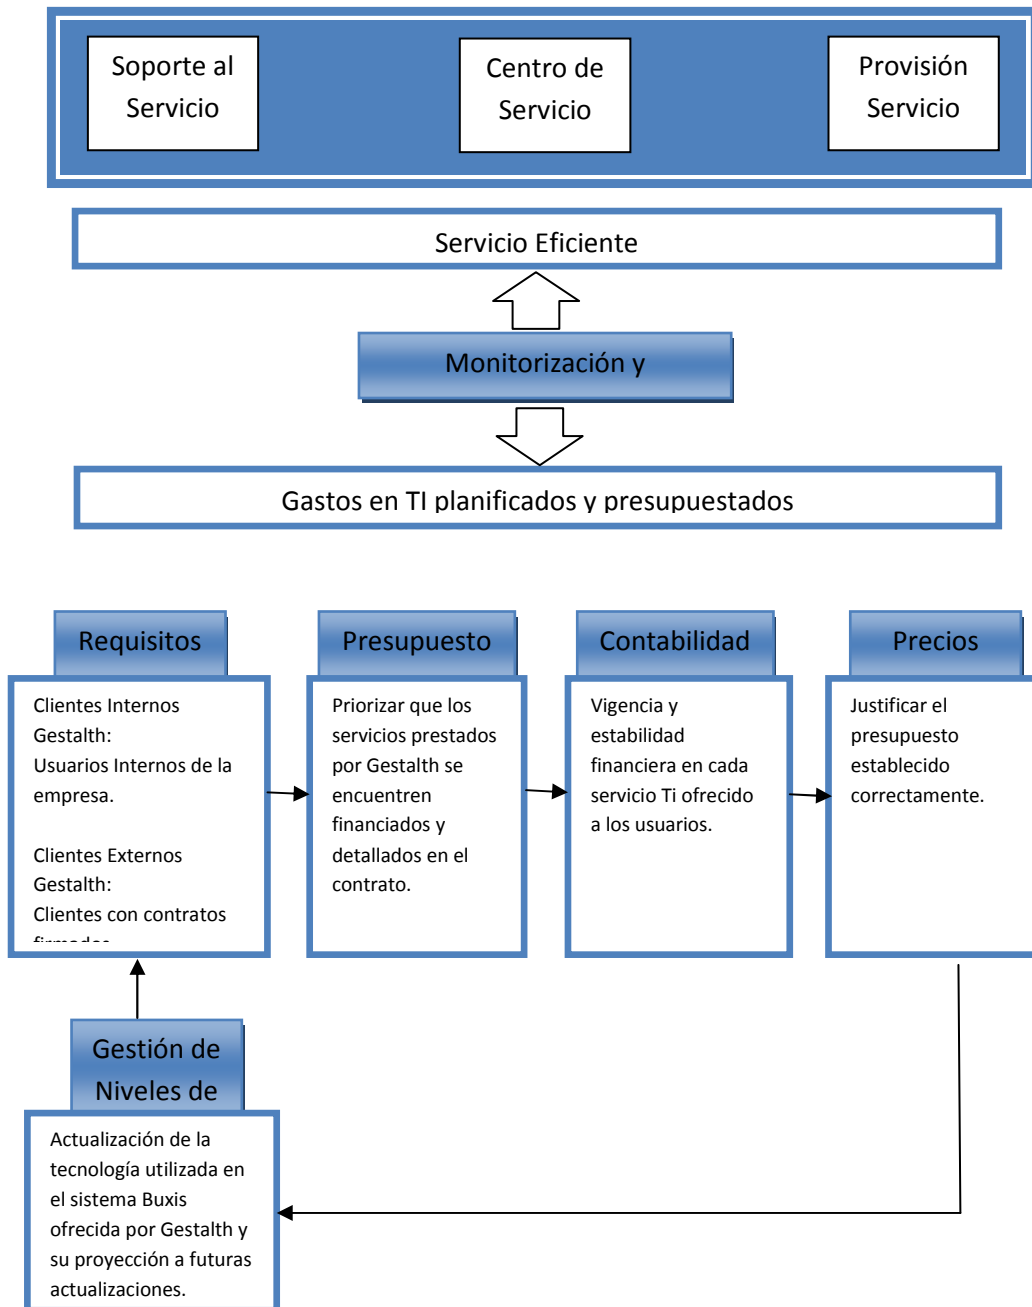 Soporte al
Servicio
Centro de
Servicio
Provisión
Servicio
Servicio Eficiente
Monitorización y
Gastos en TI planificados y presupuestados
Requisitos
Clientes Internos
Gestalth:
Usuarios Internos de la
empresa.
Clientes Externos
Gestalth:
Clientes con contratos
Presupuesto
Priorizar que los
servicios prestados
por Gestalth se
encuentren
financiados y
detallados en el
contrato.
Contabilidad
Vigencia y
estabilidad
financiera en cada
servicio Ti ofrecido
a los usuarios.
Precios
Justificar el
presupuesto
establecido
correctamente.
Gestión de
Niveles de
Actualización de la
tecnología utilizada en
el sistema Buxis
ofrecida por Gestalth y
su proyección a futuras
actualizaciones.